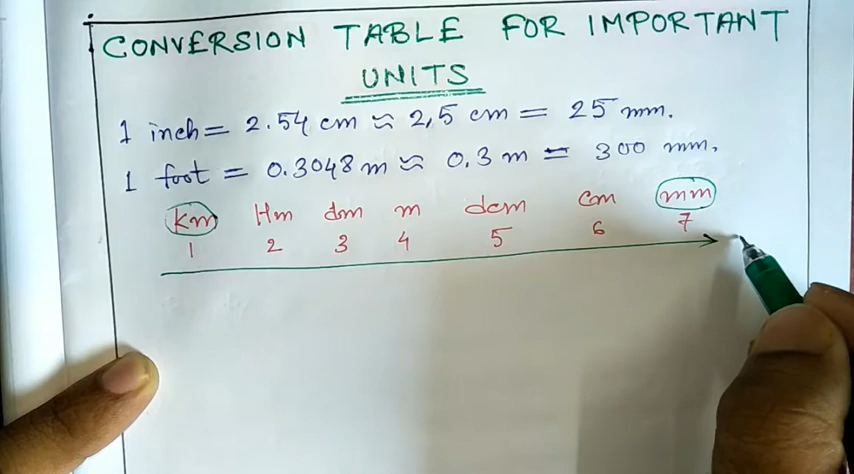 CONVERSION TABLE FOR IMPORTANT
UNITS
1 inch = 2.54 cm ≈ 2,5 cm = 25 mm.
1 foot = 0.3048 m ≈ 0.3 m = 300 mm.
Km Hm dm m dcm cm mm
1 2 3 4 5 6 7